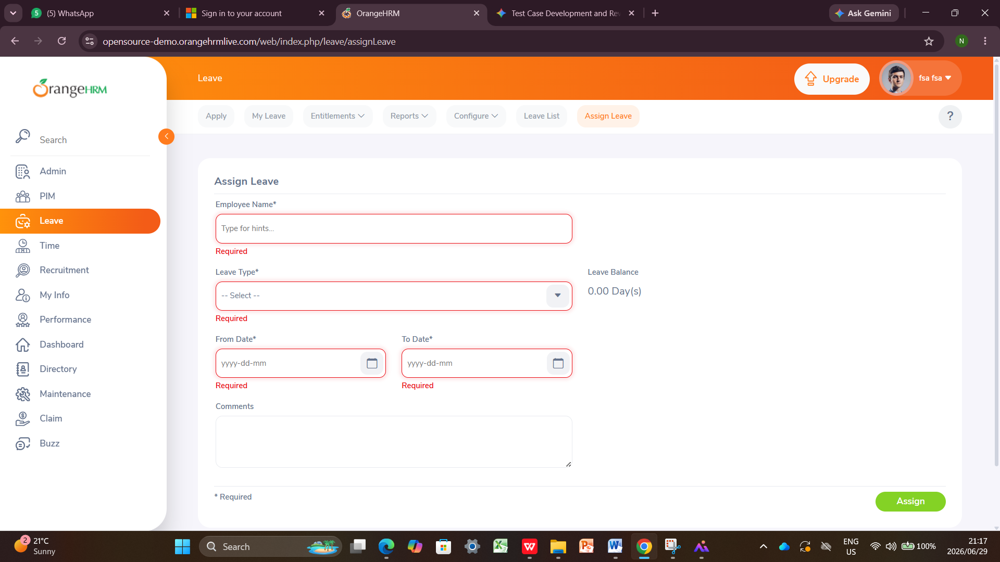 5
(5) WhatsApp
Sign in to your account
OrangeHRM
Test Case Development and Rev
Ask Gemini
opensource-demo.orangehrmlive.com/web/index.php/leave/assignLeave
N
OrangeHRM
Leave
Upgrade
fsa fsa
Apply
My Leave
Entitlements
Reports
Configure
Leave List
Assign Leave
?
Search
Admin
PIM
Leave
Time
Recruitment
My Info
Performance
Dashboard
Directory
Maintenance
Claim
Buzz
Assign Leave
Employee Name*
Type for hints...
Required
Leave Type*
Leave Balance
-- Select --
0.00 Day(s)
Required
From Date*
To Date*
yyyy-dd-mm
yyyy-dd-mm
Required
Required
Comments
* Required
Assign
2
21°C
Sunny
Search
ENG
US
100%
21:17
2026/06/29